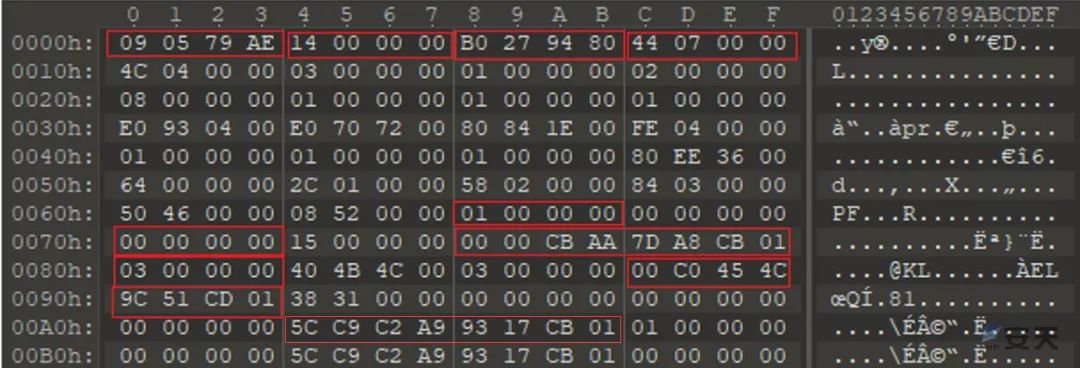 0 1 2 3 4 5 6 7 8 9 A B C D E F 0123456789ABCDEF
0000h: 09 05 79 AE 14 00 00 00 B0 27 94 80 44 07 00 00 ..y®....°'”€D...
0010h: 4C 04 00 00 03 00 00 00 01 00 00 00 02 00 00 00 L...............
0020h: 08 00 00 00 01 00 00 00 01 00 00 00 01 00 00 00 ................
0030h: E0 93 04 00 E0 70 72 00 80 84 1E 00 FE 04 00 00 à“..àpr.€„..þ...
0040h: 01 00 00 00 01 00 00 00 01 00 00 00 80 EE 36 00 ............€î6.
0050h: 64 00 00 00 2C 01 00 00 58 02 00 00 84 03 00 00 d...,...X...„...
0060h: 50 46 00 00 08 52 00 00 01 00 00 00 00 00 00 00 PF...R..........
0070h: 00 00 00 00 15 00 00 00 00 00 CB AA 7D A8 CB 01 ..........Ëª}¨Ë.
0080h: 03 00 00 00 40 4B 4C 00 03 00 00 00 00 C0 45 4C ....@KL......ÀEL
0090h: 9C 51 CD 01 38 31 00 00 00 00 00 00 00 00 00 00 œQÍ.81..........
00A0h: 00 00 00 00 5C C9 C2 A9 93 17 CB 01 01 00 00 00 ....\ÉÂ©“.Ë.....
00B0h: 00 00 00 00 5C C9 C2 A9 93 17 CB 01 00 00 00 00 ....\ÉÂ©“.Ë.....
安天